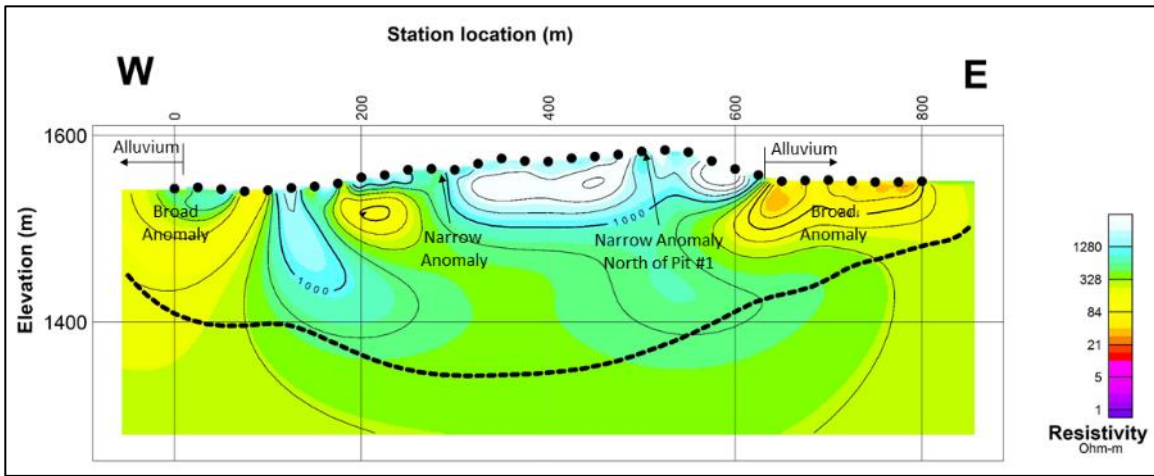 Station location (m)
W
E
0
200
400
600
800
1600
Alluvium
Alluvium
Broad
Anomaly
1000
Narrow
Anomaly
1000
Narrow Anomaly
North of Pit #1
Broad
Anomaly
1400
Elevation (m)
1280
328
84
21
5
1
Resistivity
Ohm-m